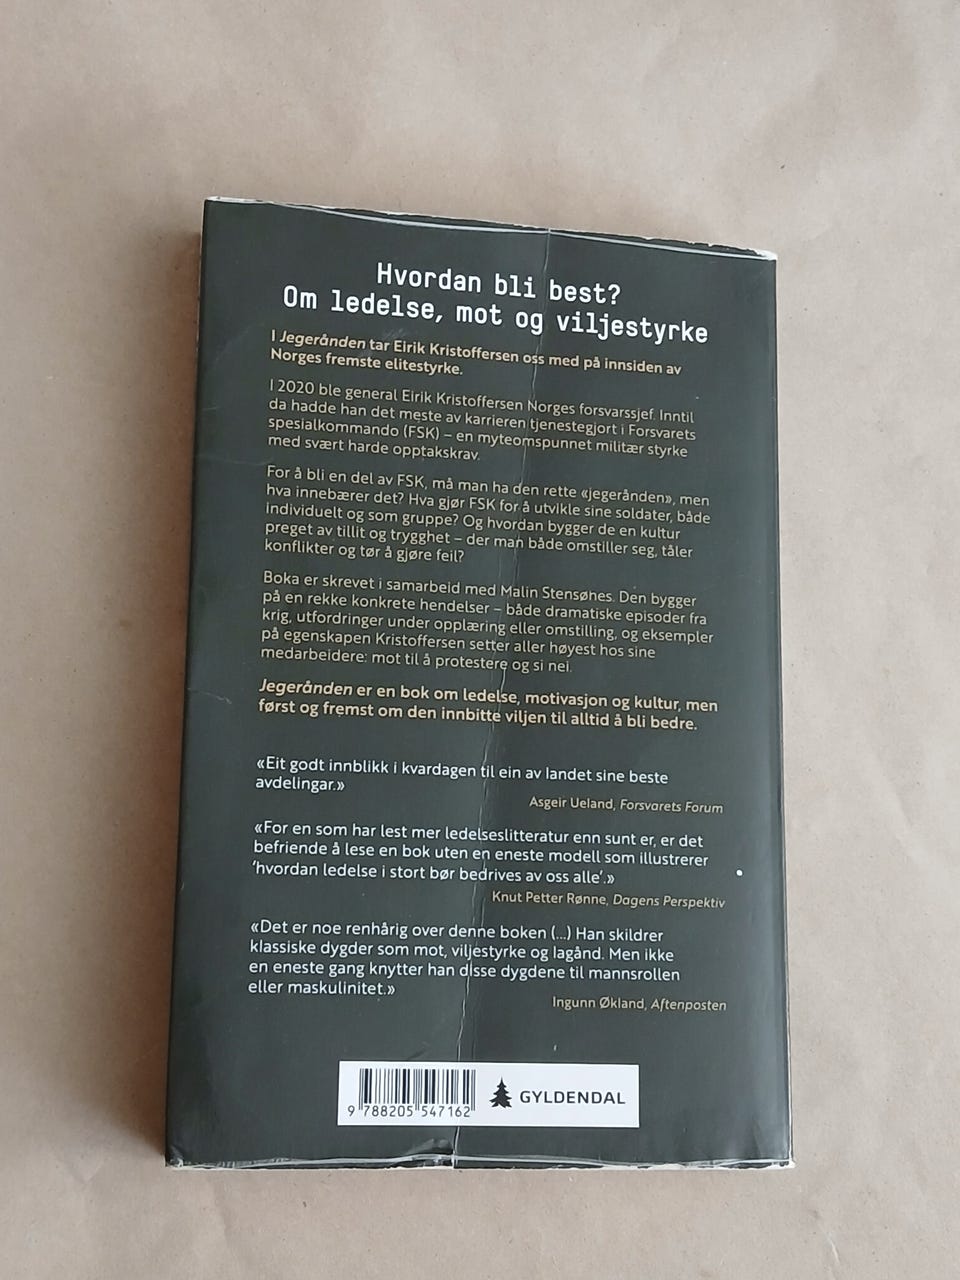 Hvordan bli best?
Om ledelse, mot og viljestyrke
I Jegerånden tar Eirik Kristoffersen oss med på innsiden av
Norges fremste elitestyrke.
I 2020 ble general Eirik Kristoffersen Norges forsvarssjef. Inntil
da hadde han det meste av karrieren tjenestegjort i Forsvarets
spesialkommando (FSK) – en myteomspunnet militær styrke
med svært harde opptakskrav.
For å bli en del av FSK, må man ha den rette «jegerånden», men
hva innebærer det? Hva gjør FSK for å utvikle sine soldater, både
individuelt og som gruppe? Og hvordan bygger de en kultur
preget av tillit og trygghet – der man både omstiller seg, tåler
konflikter og tør å gjøre feil?
Boka er skrevet i samarbeid med Malin Stensønes. Den bygger
på en rekke konkrete hendelser – både dramatiske episoder fra
krig, utfordringer under opplæring eller omstilling, og eksempler
på egenskapen Kristoffersen setter aller høyest hos sine
medarbeidere: mot til å protestere og si nei.
Jegerånden er en bok om ledelse, motivasjon og kultur, men
først og fremst om den innbitte viljen til alltid å bli bedre.
«Eit godt innblikk i kvardagen til ein av landet sine beste
avdelingar.»
Asgeir Ueland, Forsvarets Forum
«For en som har lest mer ledelseslitteratur enn sunt er, er det
befriende å lese en bok uten en eneste modell som illustrerer
'hvordan ledelse i stort bør bedrives av oss alle'.»
Knut Petter Rønne, Dagens Perspektiv
«Det er noe renhårig over denne boken (...) Han skildrer
klassiske dygder som mot, viljestyrke og lagånd. Men ikke
en eneste gang knytter han disse dygdene til mannsrollen
eller maskulinitet.»
Ingunn Økland, Aftenposten
9 788205 547162
GYLDENDAL